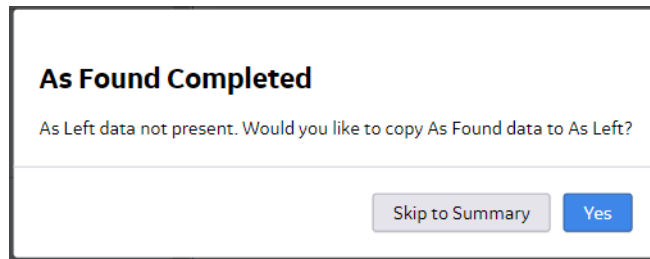 As Found Completed
As Left data not present. Would you like to copy As Found data to As Left?
Skip to Summary
Yes